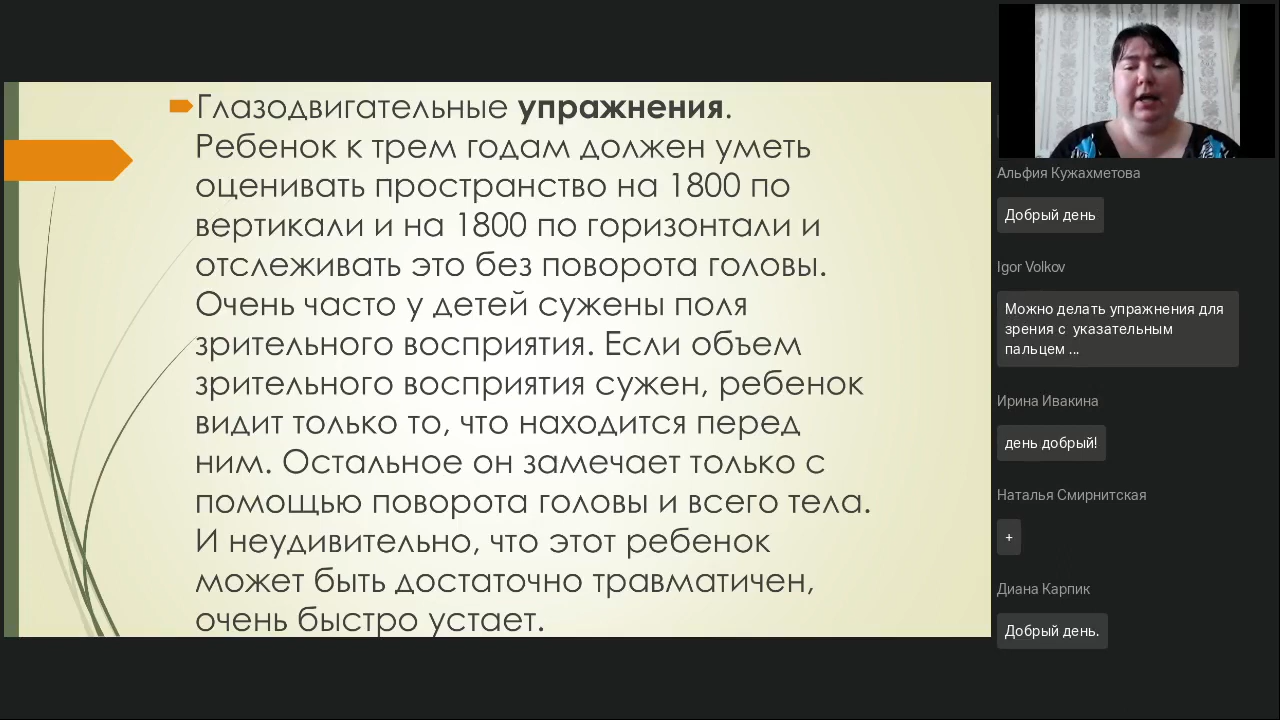 Глазодвигательные упражнения.
Ребенок к трем годам должен уметь
оценивать пространство на 1800 по
вертикали и на 1800 по горизонтали и
отслеживать это без поворота головы.
Очень часто у детей сужены поля
зрительного восприятия. Если объем
зрительного восприятия сужен, ребенок
видит только то, что находится перед
ним. Остальное он замечает только с
помощью поворота головы и всего тела.
И неудивительно, что этот ребенок
может быть достаточно травматичен,
очень быстро устает.
Альфия Кужахметова
Добрый день
Igor Volkov
Можно делать упражнения для
зрения с указательным
пальцем ...
Ирина Ивакина
день добрый!
Наталья Смирнитская
+
Диана Карпик
Добрый день.